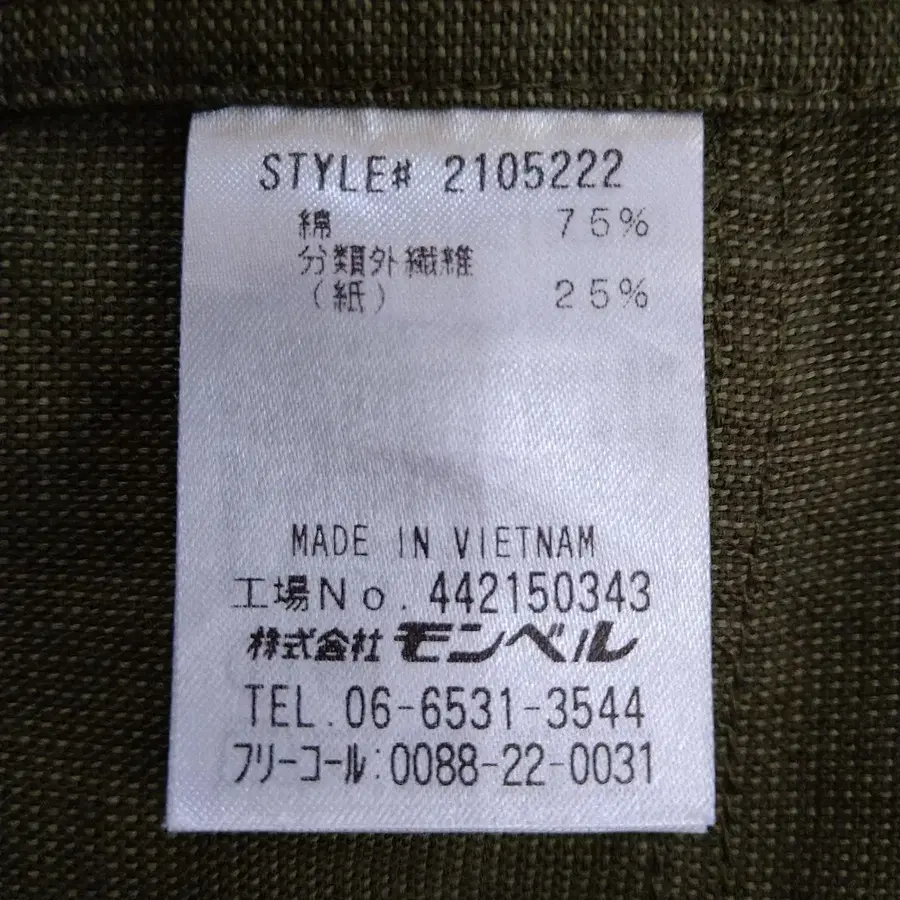 STYLE# 2105222
綿 75%
分類外繊維
(紙) 25%
MADE IN VIETNAM
工場No. 442150343
株式会社 モンベル
TEL. 06-6531-3544
フリーコール:0088-22-0031